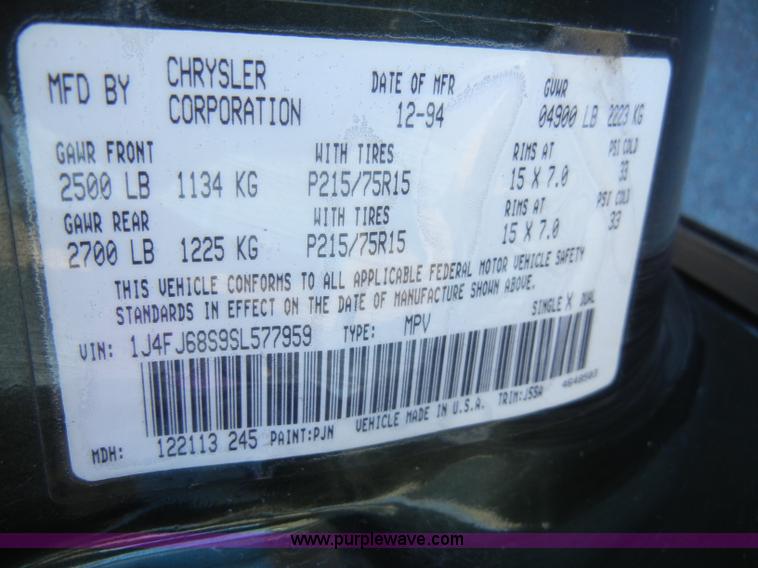 MFD BY CHRYSLER CORPORATION DATE OF MFR 12-94 GVWR 04900 LB 2223 KG
GAWR FRONT WITH TIRES RIMS AT PSI COLD
2500 LB 1134 KG P215/75R15 15 X 7.0 33
GAWR REAR WITH TIRES RIMS AT PSI COLD
2700 LB 1225 KG P215/75R15 15 X 7.0 33
THIS VEHICLE CONFORMS TO ALL APPLICABLE FEDERAL MOTOR VEHICLE SAFETY
STANDARDS IN EFFECT ON THE DATE OF MANUFACTURE SHOWN ABOVE.
SINGLE X DUAL
VIN: 1J4FJ68S9SL577959 TYPE: MPV
4648503
MDH: 122113 245 PAINT:PJN VEHICLE MADE IN U.S.A. TRIM:JSSA
www.purplewave.com